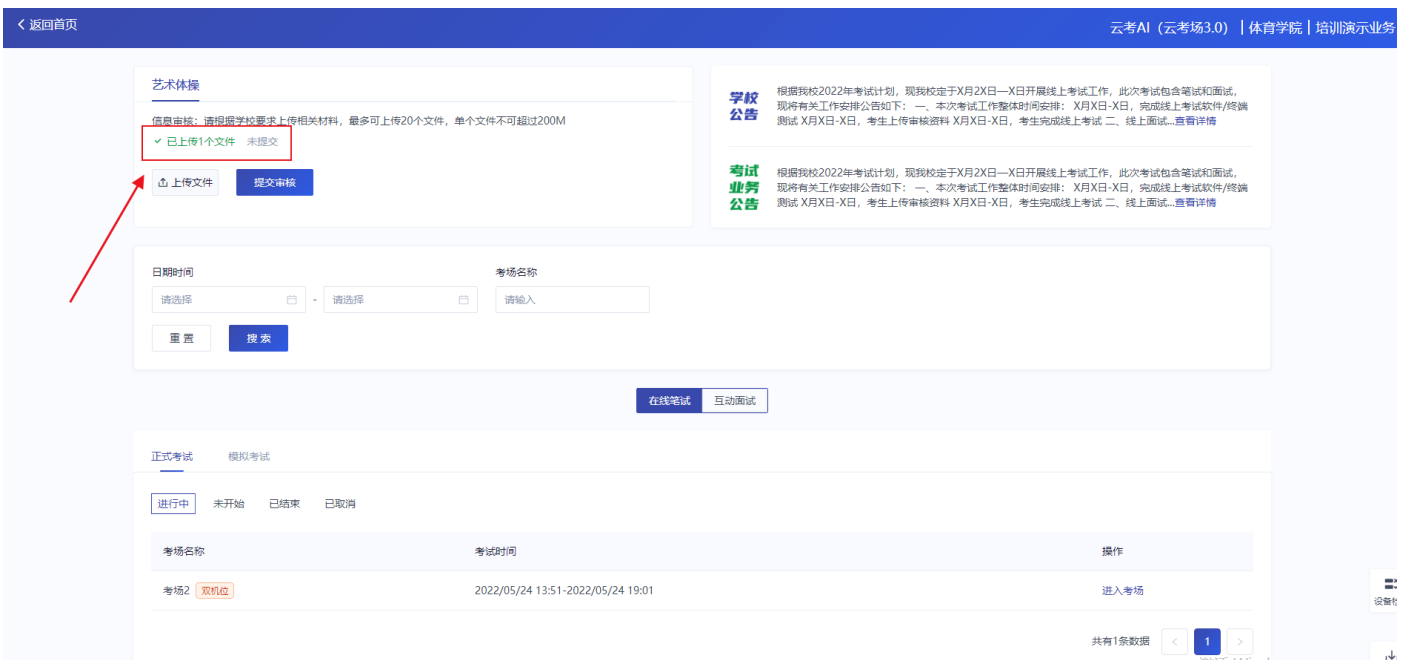 返回首页
云考AI（云考场3.0）｜体育学院｜培训演示业务
艺术体操
信息审核：请根据学校要求上传相关材料，最多可上传20个文件，单个文件不可超过200M
已上传1个文件 未提交
上传文件 提交审核
学校
公告
根据我校2022年考试计划，现我校定于X月2X日—X日开展线上考试工作，此次考试包含笔试和面试，
现将有关工作安排公告如下： 一、本次考试工作整体时间安排： X月X日-X日，完成线上考试软件/终端
测试 X月X日-X日，考生上传审核资料 X月X日-X日，考生完成线上考试 二、线上面试...查看详情
考试
业务
公告
根据我校2022年考试计划，现我校定于X月2X日—X日开展线上考试工作，此次考试包含笔试和面试，
现将有关工作安排公告如下： 一、本次考试工作整体时间安排： X月X日-X日，完成线上考试软件/终端
测试 X月X日-X日，考生上传审核资料 X月X日-X日，考生完成线上考试 二、线上面试...查看详情
日期时间 考场名称
请选择 - 请选择 请输入
重置 搜索
在线笔试 互动面试
正式考试 模拟考试
进行中 未开始 已结束 已取消
考场名称 考试时间 操作
考场2 双机位 2022/05/24 13:51-2022/05/24 19:01 进入考场
设备
共有1条数据 < 1 >